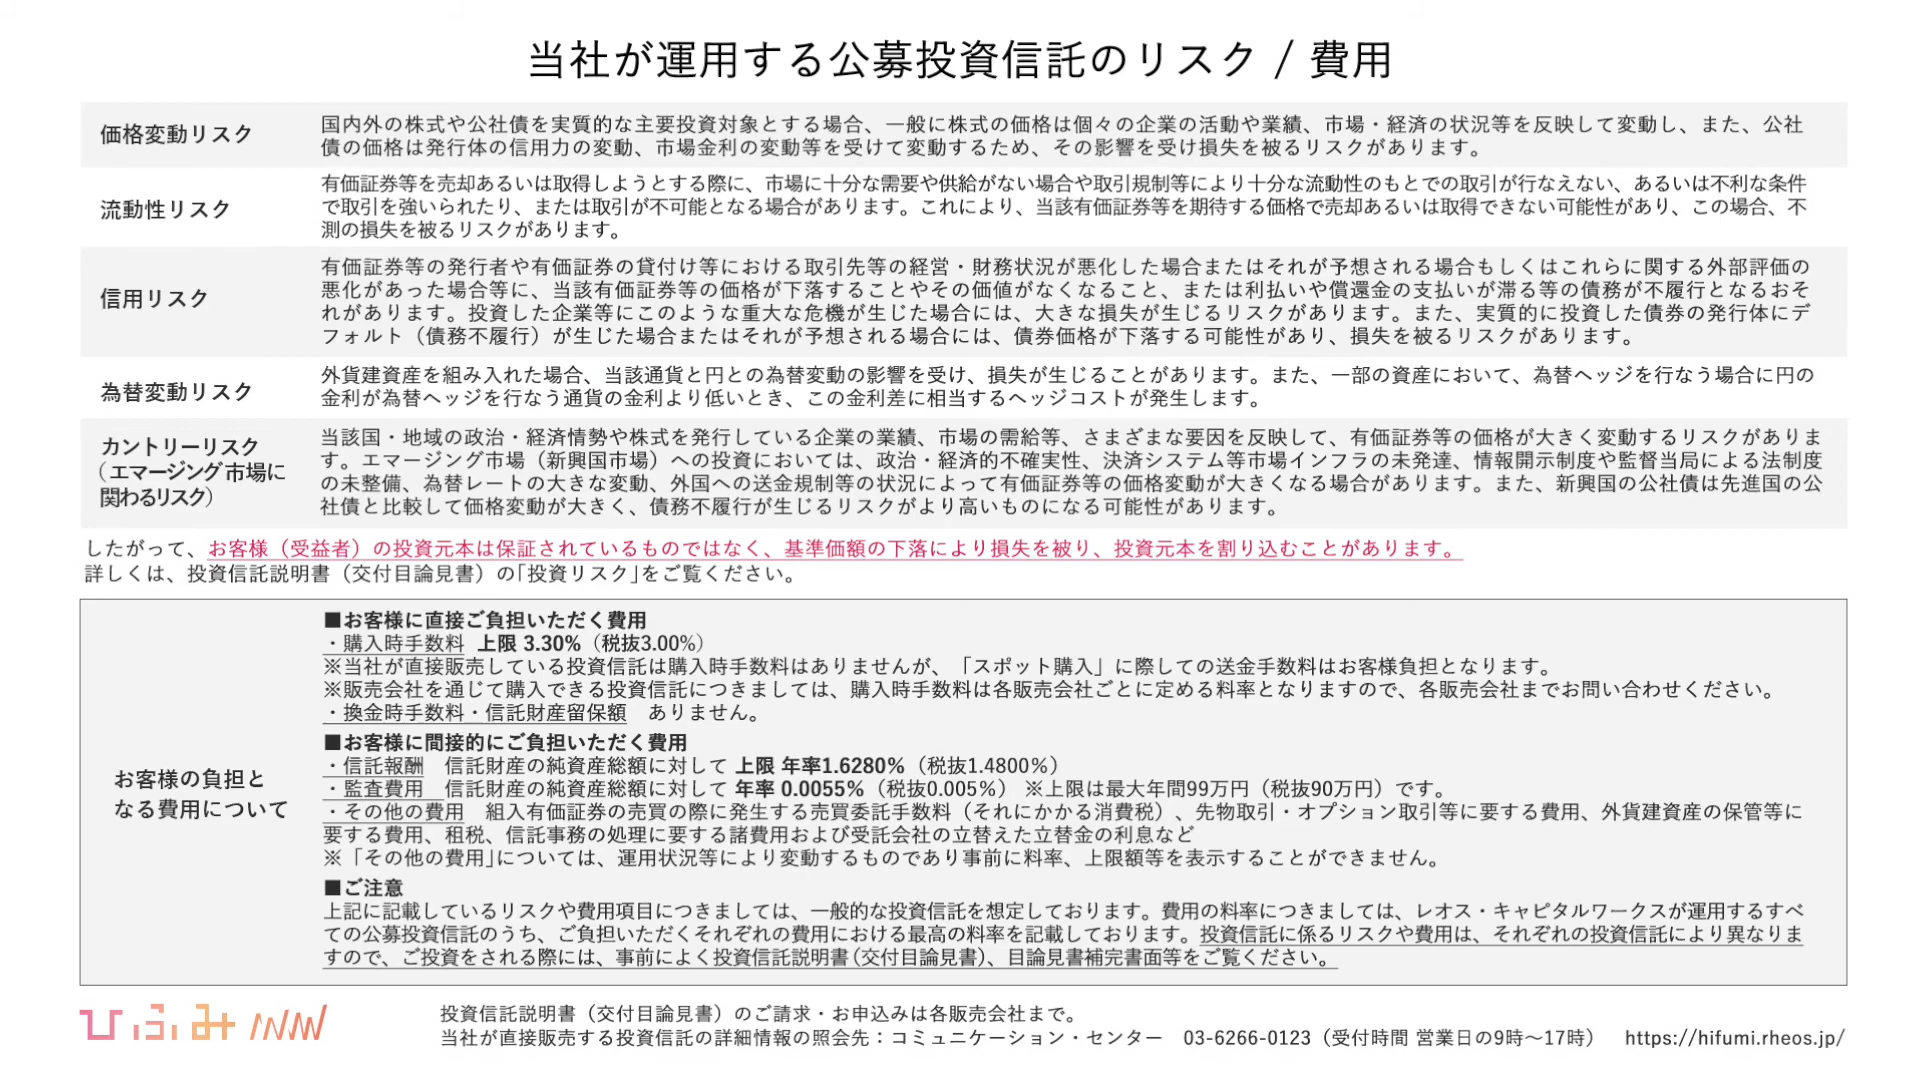 当社が運用する公募投資信託のリスク / 費用
価格変動リスク
国内外の株式や公社債を実質的な主要投資対象とする場合、一般に株式の価格は個々の企業の活動や業績、市場・経済の状況等を反映して変動し、また、公社
債の価格は発行体の信用力の変動、市場金利の変動等を受けて変動するため、その影響を受け損失を被るリスクがあります。
流動性リスク
有価証券等を売却あるいは取得しようとする際に、市場に十分な需要や供給がない場合や取引規制等により十分な流動性のもとでの取引が行なえない、あるいは不利な条件
で取引を強いられたり、または取引が不可能となる場合があります。これにより、当該有価証券等を期待する価格で売却あるいは取得できない可能性があり、この場合、不
測の損失を被るリスクがあります。
信用リスク
有価証券等の発行者や有価証券の貸付け等における取引先等の経営・財務状況が悪化した場合またはそれが予想される場合もしくはこれらに関する外部評価の
悪化があった場合等に、当該有価証券等の価格が下落することやその価値がなくなること、または利払いや償還金の支払いが滞る等の債務が不履行となるおそ
れがあります。投資した企業等にこのような重大な危機が生じた場合には、大きな損失が生じるリスクがあります。また、実質的に投資した債券の発行体にデ
フォルト（債務不履行）が生じた場合またはそれが予想される場合には、債券価格が下落する可能性があり、損失を被るリスクがあります。
為替変動リスク
外貨建資産を組み入れた場合、当該通貨と円との為替変動の影響を受け、損失が生じることがあります。また、一部の資産において、為替ヘッジを行なう場合に円の
金利が為替ヘッジを行なう通貨の金利より低いとき、この金利差に相当するヘッジコストが発生します。
カントリーリスク
（エマージング市場に
関わるリスク）
当該国・地域の政治・経済情勢や株式を発行している企業の業績、市場の需給等、さまざまな要因を反映して、有価証券等の価格が大きく変動するリスクがありま
す。エマージング市場（新興国市場）への投資においては、政治・経済的不確実性、決済システム等市場インフラの未発達、情報開示制度や監督当局による法制度
の未整備、為替レートの大きな変動、外国への送金規制等の状況によって有価証券等の価格変動が大きくなる場合があります。また、新興国の公社債は先進国の公
社債と比較して価格変動が大きく、債務不履行が生じるリスクがより高いものになる可能性があります。
したがって、お客様（受益者）の投資元本は保証されているものではなく、基準価額の下落により損失を被り、投資元本を割り込むことがあります。
詳しくは、投資信託説明書（交付目論見書）の「投資リスク」をご覧ください。
お客様の負担と
なる費用について
■お客様に直接ご負担いただく費用
・購入時手数料 上限 3.30%（税抜3.00%）
※当社が直接販売している投資信託は購入時手数料はありませんが、「スポット購入」に際しての送金手数料はお客様負担となります。
※販売会社を通じて購入できる投資信託につきましては、購入時手数料は各販売会社ごとに定める料率となりますので、各販売会社までお問い合わせください。
・換金時手数料・信託財産留保額　ありません。
■お客様に間接的にご負担いただく費用
・信託報酬　信託財産の純資産総額に対して 上限 年率1.6280%（税抜1.4800%）
・監査費用　信託財産の純資産総額に対して 年率 0.0055%（税抜0.005%） ※上限は最大年間99万円（税抜90万円）です。
・その他の費用　組入有価証券の売買の際に発生する売買委託手数料（それにかかる消費税）、先物取引・オプション取引等に要する費用、外貨建資産の保管等に
要する費用、租税、信託事務の処理に要する諸費用および受託会社の立替えた立替金の利息など
※「その他の費用」については、運用状況等により変動するものであり事前に料率、上限額等を表示することができません。
■ご注意
上記に記載しているリスクや費用項目につきましては、一般的な投資信託を想定しております。費用の料率につきましては、レオス・キャピタルワークスが運用するすべ
ての公募投資信託のうち、ご負担いただくそれぞれの費用における最高の料率を記載しております。投資信託に係るリスクや費用は、それぞれの投資信託により異なりま
すので、ご投資をされる際には、事前によく投資信託説明書（交付目論見書）、目論見書補完書面等をご覧ください。
ひふみ
投資信託説明書（交付目論見書）のご請求・お申込みは各販売会社まで。
当社が直接販売する投資信託の詳細情報の照会先：コミュニケーション・センター　03-6266-0123（受付時間 営業日の9時〜17時）　https://hifumi.rheos.jp/